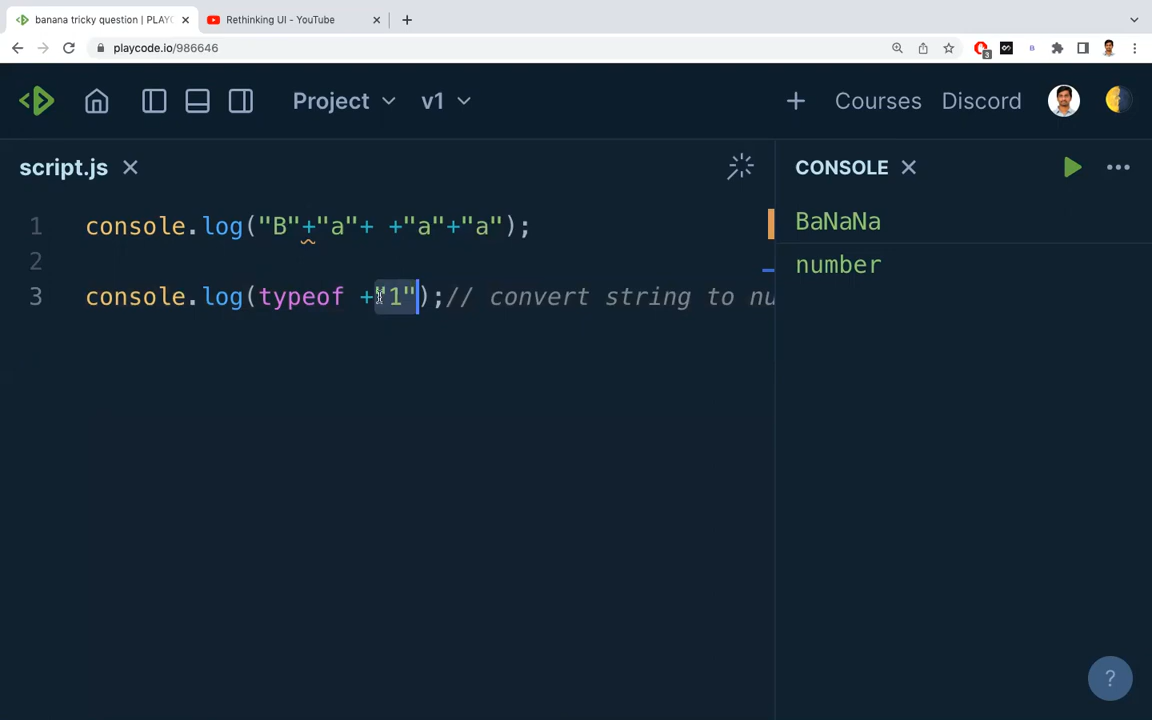 banana tricky question | PLAYC
Rethinking UI - YouTube
playcode.io/986646
3
Project
v1
Courses
Discord
script.js
CONSOLE
1 console.log("B"+"a"+ +"a"+"a");
2
3 console.log(typeof +"1");// convert string to nu
BaNaNa
number
?